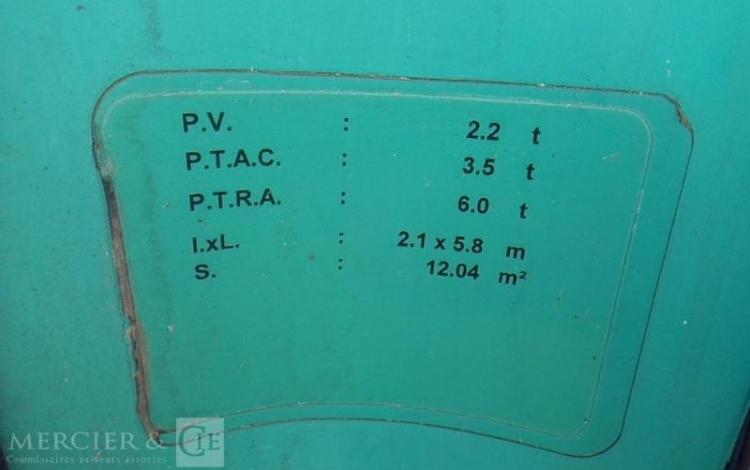 P.V. : 2.2 t
P.T.A.C. : 3.5 t
P.T.R.A. : 6.0 t
l.xL. : 2.1 x 5.8 m
S. : 12.04 m²
MERCIER & CIE
Commissaires priseurs associés